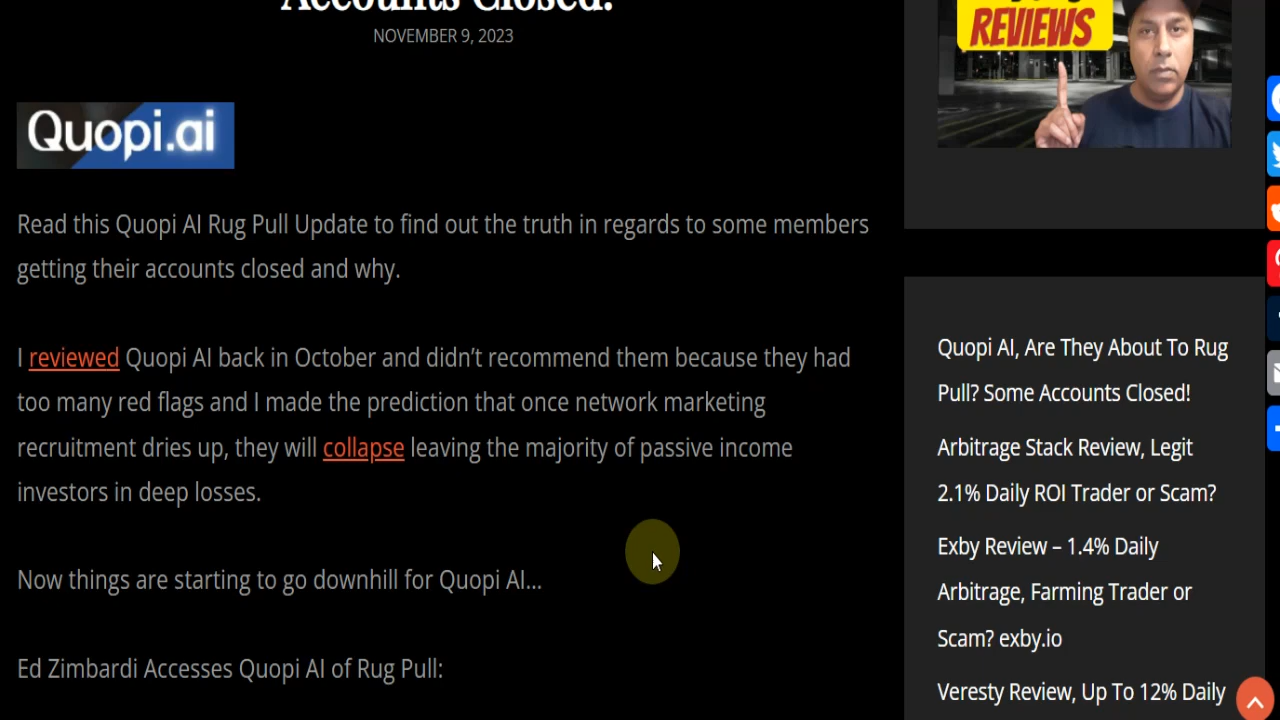 Accounts Closed!
NOVEMBER 9, 2023
Quopi.ai
Read this Quopi AI Rug Pull Update to find out the truth in regards to some members
getting their accounts closed and why.
I reviewed Quopi AI back in October and didn’t recommend them because they had
too many red flags and I made the prediction that once network marketing
recruitment dries up, they will collapse leaving the majority of passive income
investors in deep losses.
Now things are starting to go downhill for Quopi AI...
Ed Zimbardi Accesses Quopi AI of Rug Pull:
REVIEWS
Quopi AI, Are They About To Rug
Pull? Some Accounts Closed!
Arbitrage Stack Review, Legit
2.1% Daily ROI Trader or Scam?
Exby Review – 1.4% Daily
Arbitrage, Farming Trader or
Scam? exby.io
Veresty Review, Up To 12% Daily